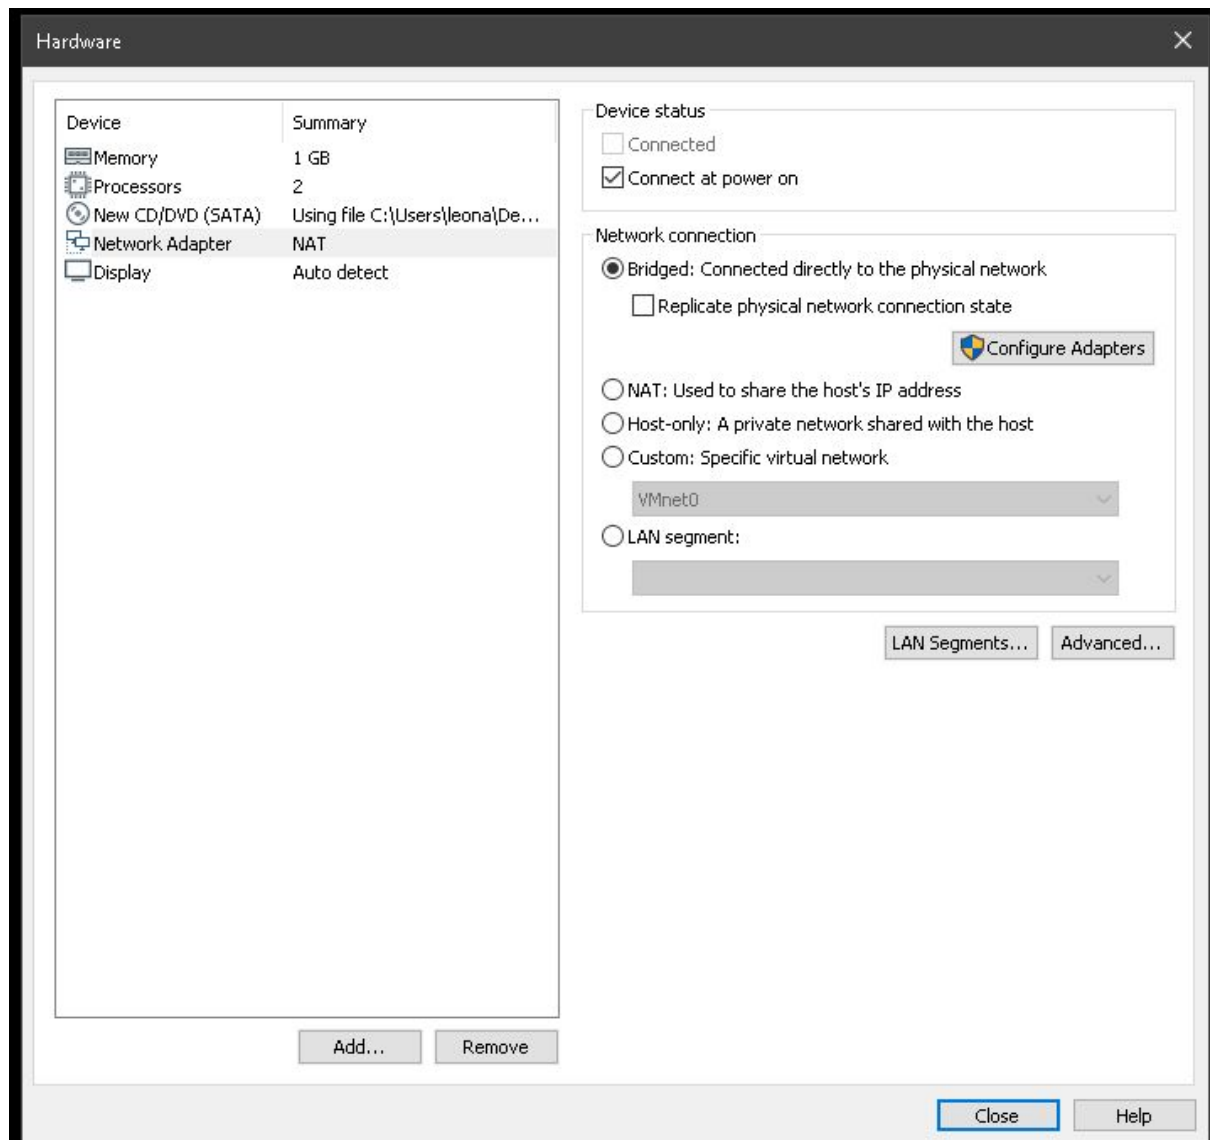 Hardware
Device Summary
Memory 1 GB
Processors 2
New CD/DVD (SATA) Using file C:\Users\leona\De...
Network Adapter NAT
Display Auto detect
Add... Remove
Device status
Connected
Connect at power on
Network connection
Bridged: Connected directly to the physical network
Replicate physical network connection state
Configure Adapters
NAT: Used to share the host's IP address
Host-only: A private network shared with the host
Custom: Specific virtual network
VMnet0
LAN segment:
LAN Segments... Advanced...
Close Help